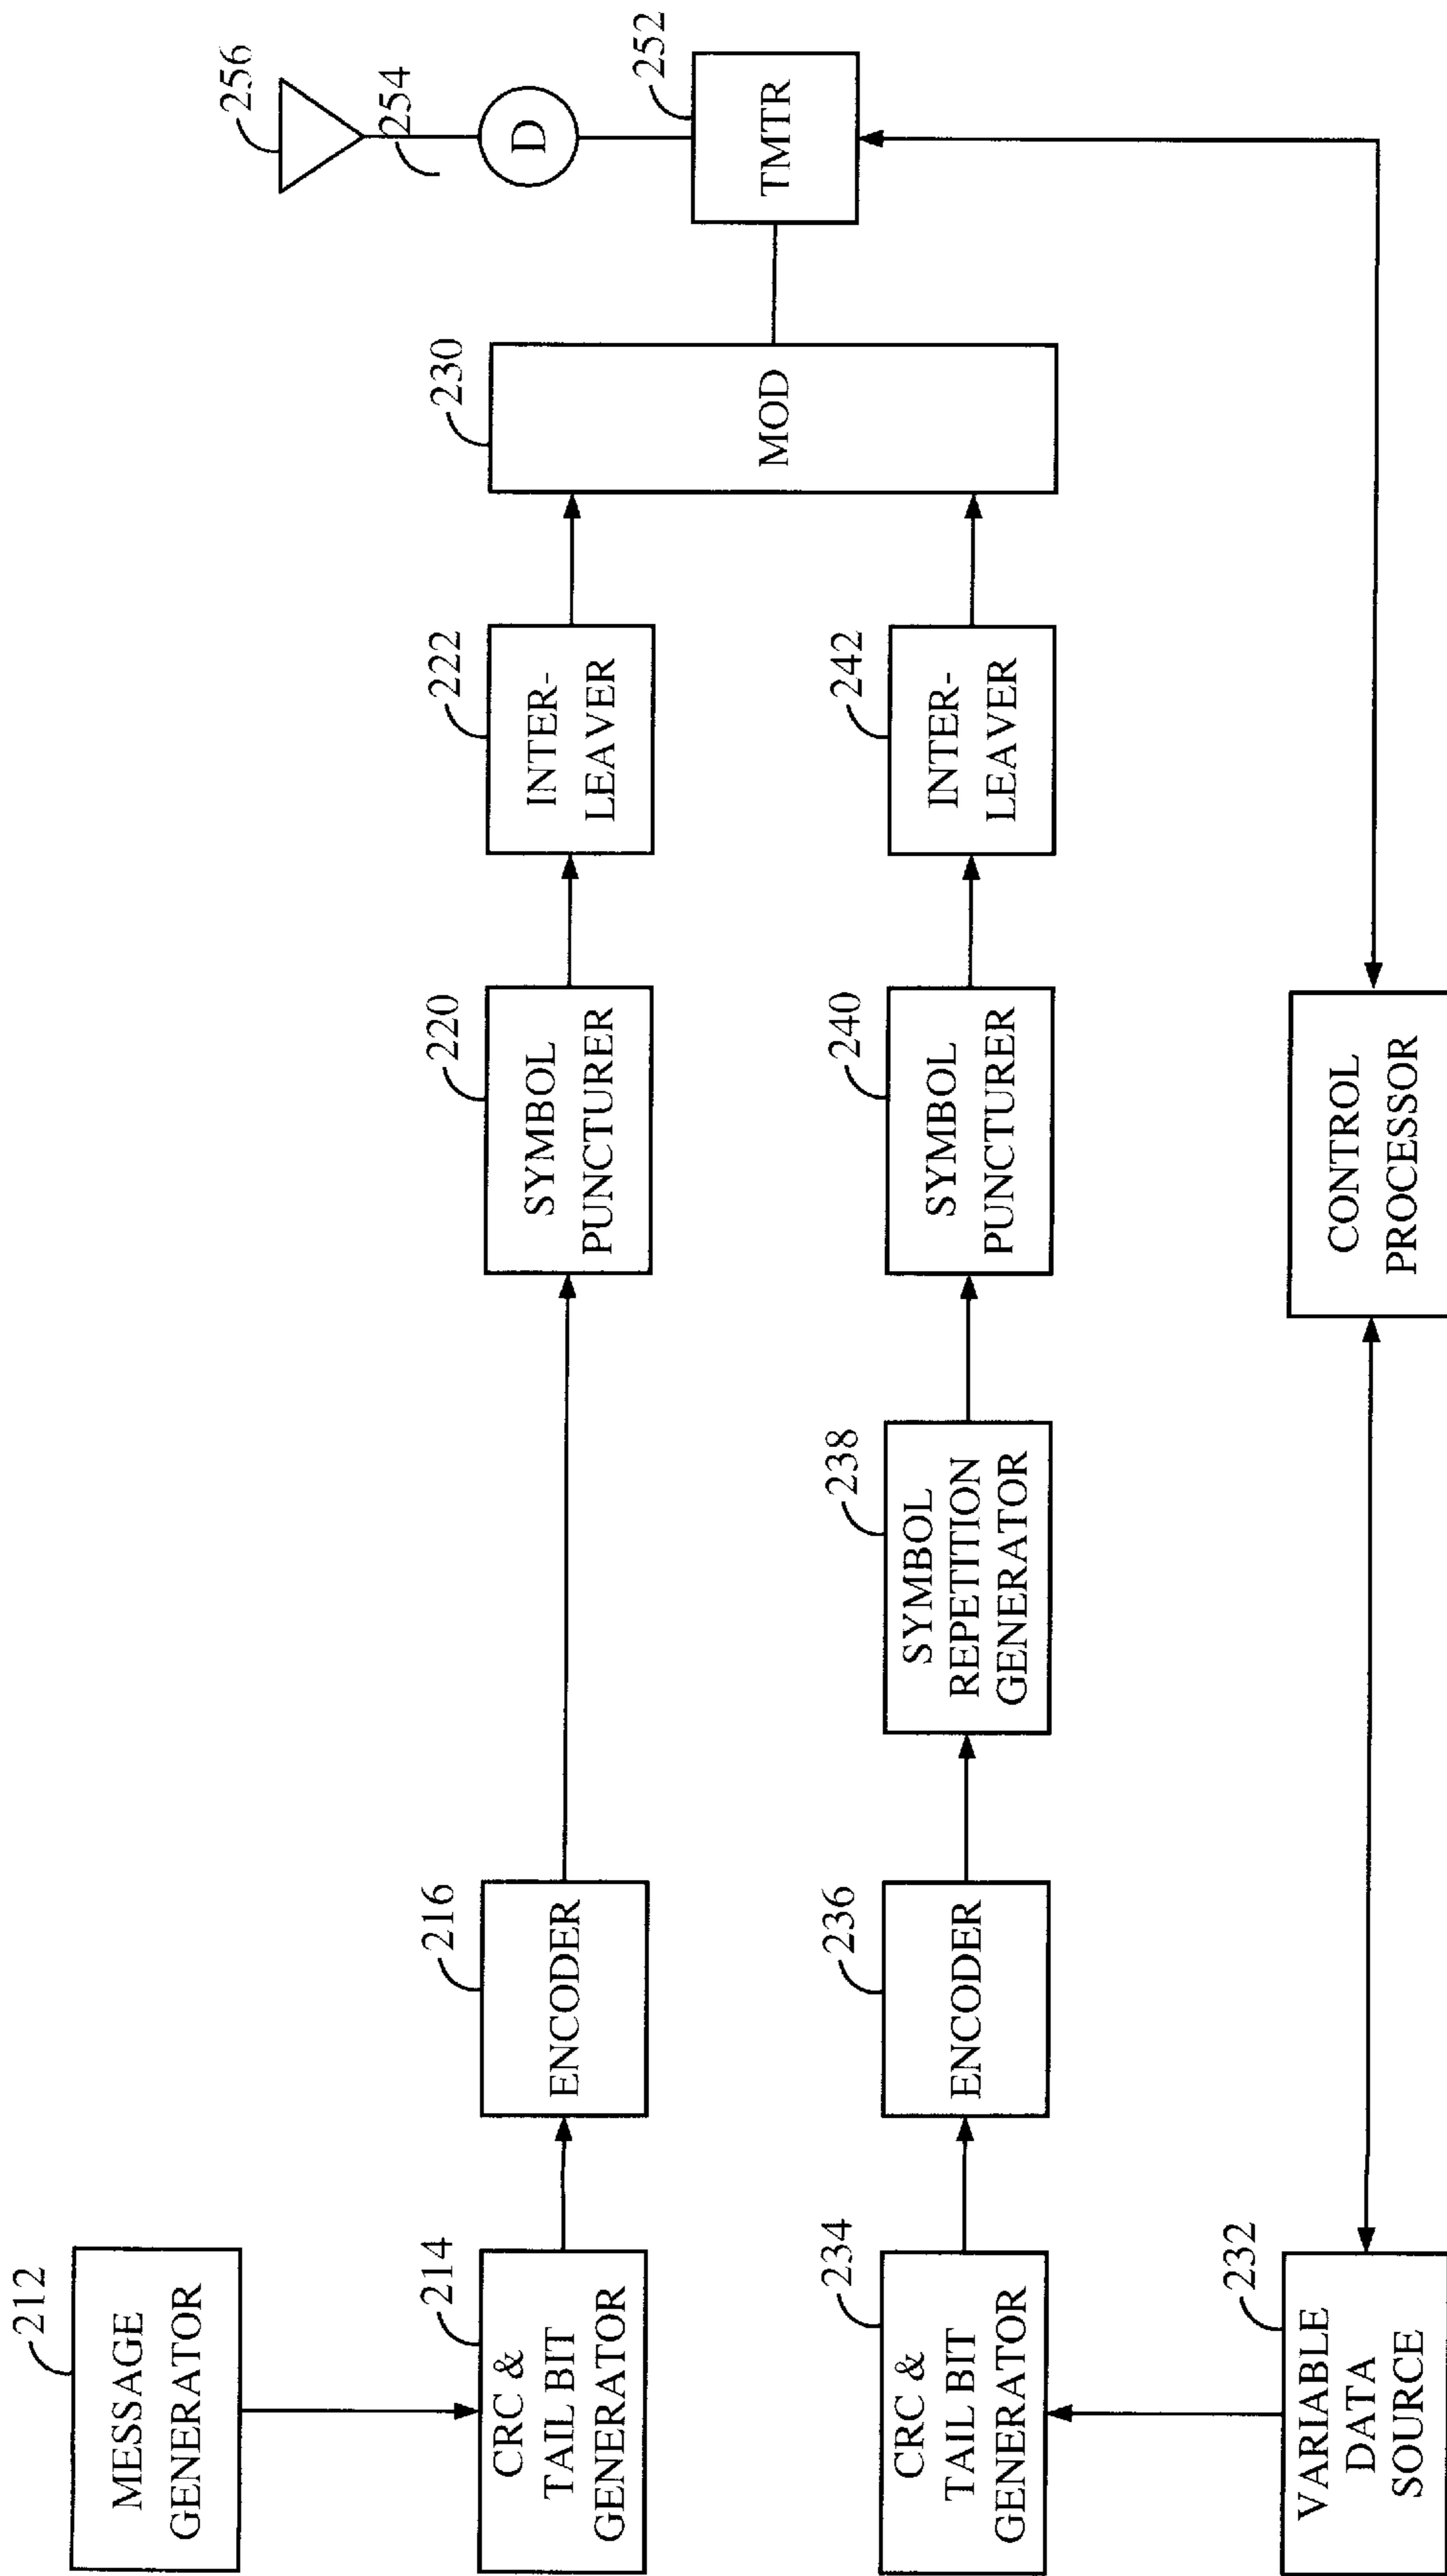 212
MESSAGE
GENERATOR
214
CRC &
TAIL BIT
GENERATOR
216
ENCODER
220
SYMBOL
PUNCTURER
222
INTER-
LEAVER
230
MOD
256
254
D
252
TMTR
234
CRC &
TAIL BIT
GENERATOR
236
ENCODER
238
SYMBOL
REPETITION
GENERATOR
240
SYMBOL
PUNCTURER
242
INTER-
LEAVER
232
VARIABLE
DATA
SOURCE
CONTROL
PROCESSOR